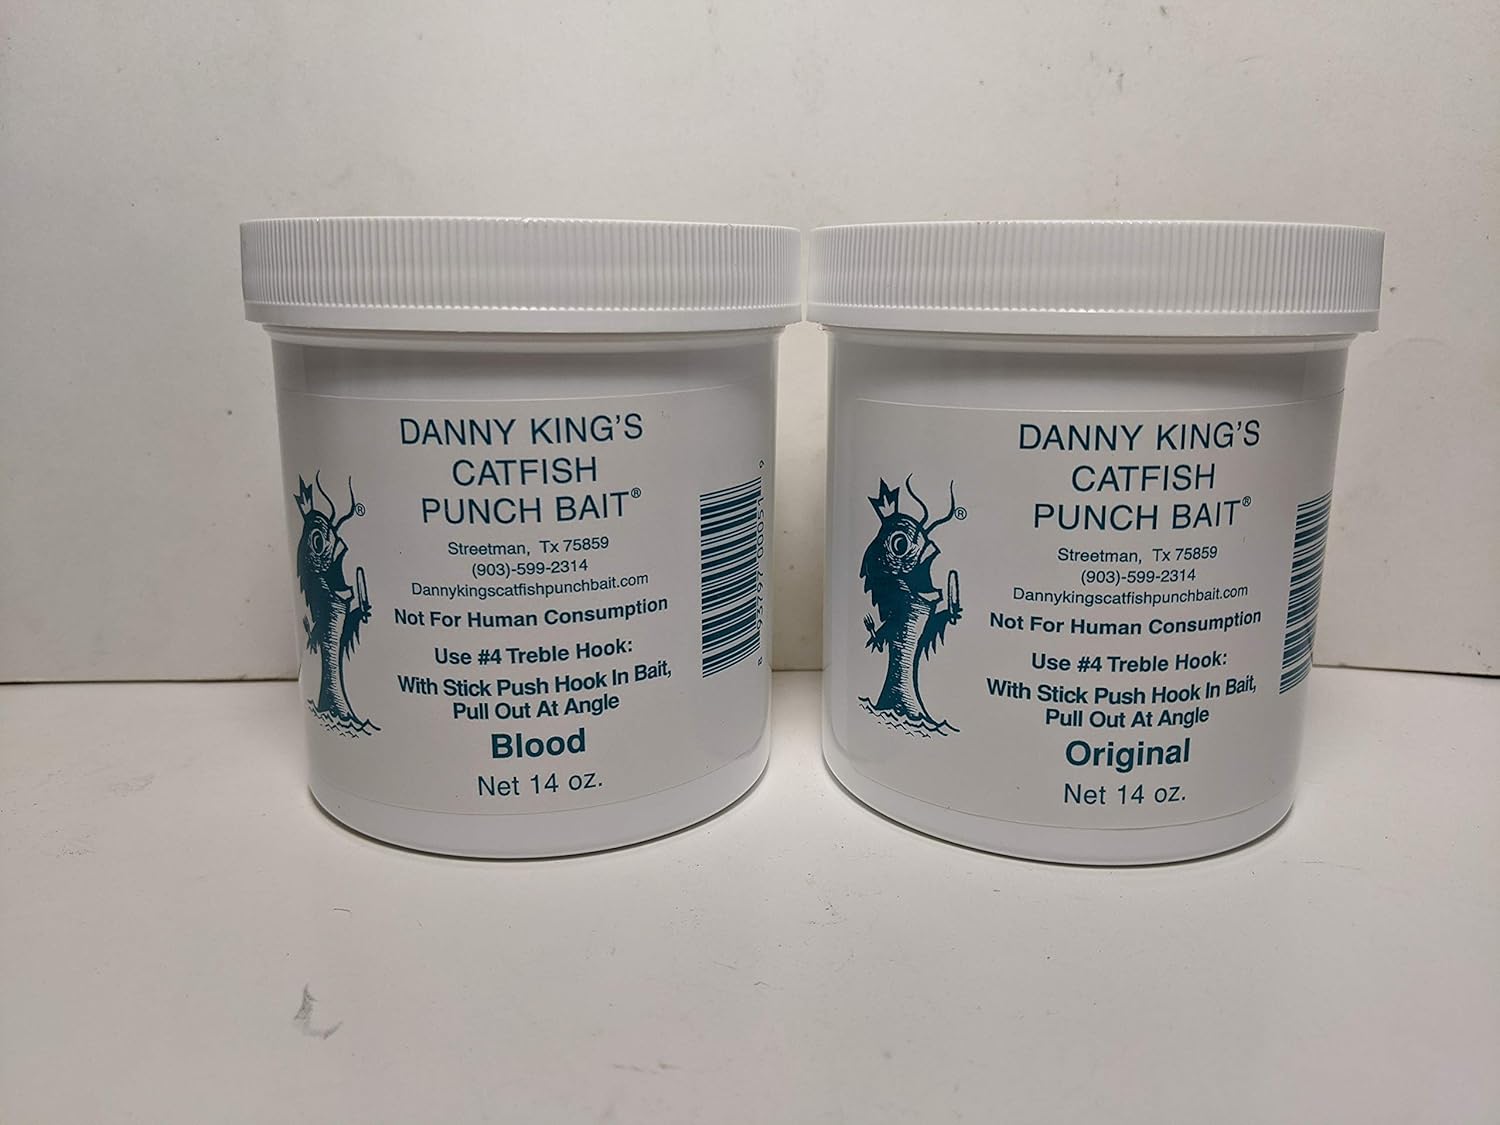 DANNY KING'S
CATFISH
PUNCH BAIT®
®
Streetman, Tx 75859
(903)-599-2314
Dannykingscatfishpunchbait.com
Not For Human Consumption
Use #4 Treble Hook:
With Stick Push Hook In Bait,
Pull Out At Angle
Blood
Net 14 oz.
DANNY KING'S
CATFISH
PUNCH BAIT®
®
Streetman, Tx 75859
(903)-599-2314
Dannykingscatfishpunchbait.com
Not For Human Consumption
Use #4 Treble Hook:
With Stick Push Hook In Bait,
Pull Out At Angle
Original
Net 14 oz.